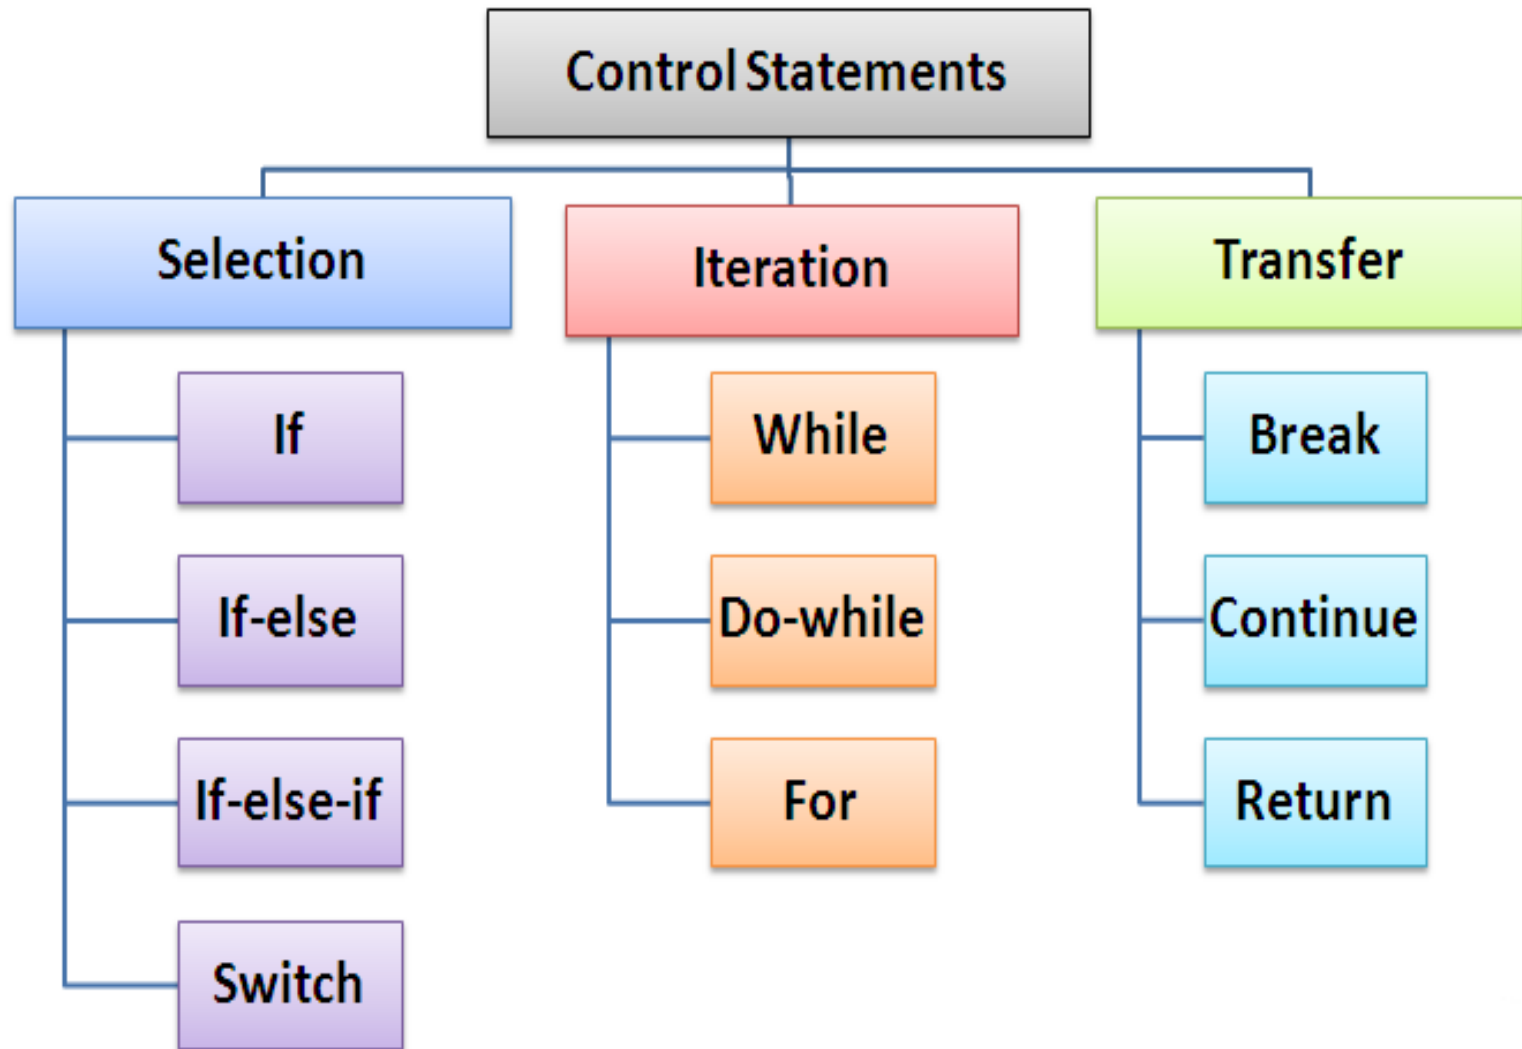 Control Statements
Selection
If
If-else
If-else-if
Switch
Iteration
While
Do-while
For
Transfer
Break
Continue
Return